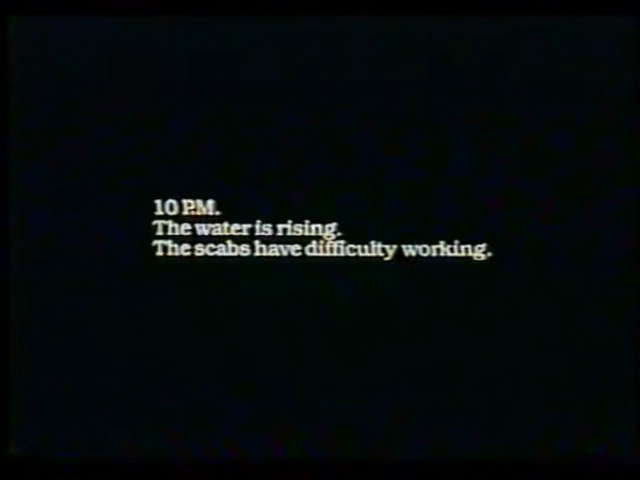 10 P.M.
The water is rising.
The scabs have difficulty working.